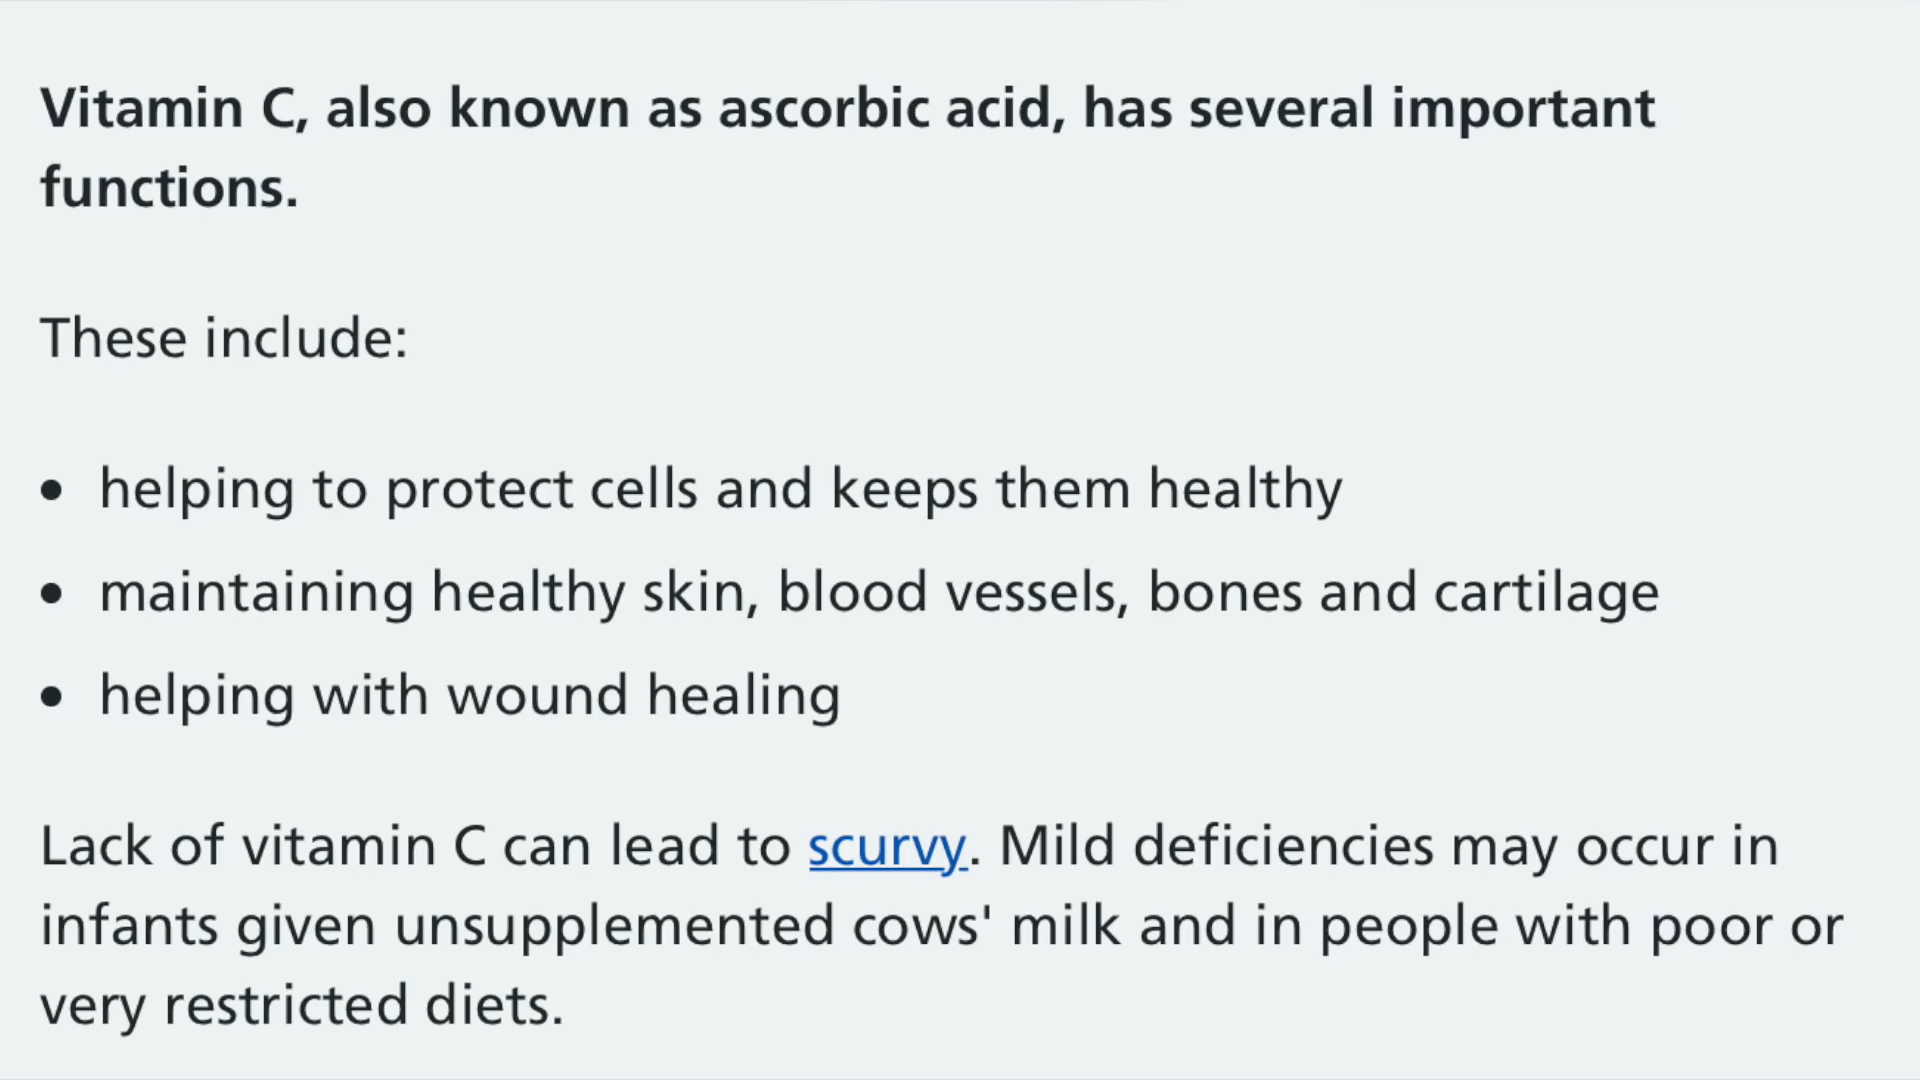 Vitamin C, also known as ascorbic acid, has several important
functions.
These include:
• helping to protect cells and keeps them healthy
• maintaining healthy skin, blood vessels, bones and cartilage
• helping with wound healing
Lack of vitamin C can lead to scurvy. Mild deficiencies may occur in
infants given unsupplemented cows' milk and in people with poor or
very restricted diets.